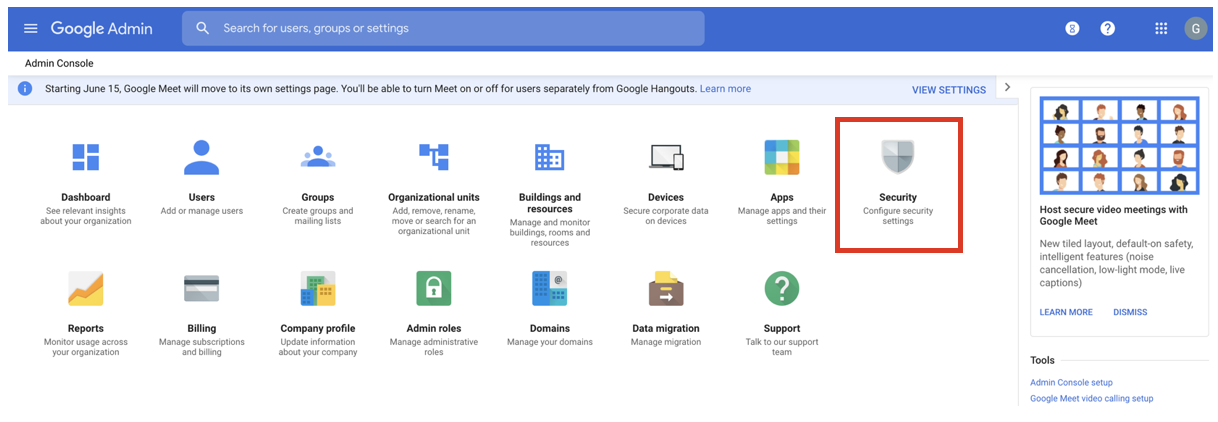 Google Admin
Search for users, groups or settings
G
Admin Console
Starting June 15, Google Meet will move to its own settings page. You'll be able to turn Meet on or off for users separately from Google Hangouts. Learn more
VIEW SETTINGS
Dashboard
See relevant insights
about your organization
Users
Add or manage users
Groups
Create groups and
mailing lists
Organizational units
Add, remove, rename,
move or search for an
organizational unit
Buildings and
resources
Manage and monitor
buildings, rooms and
resources
Devices
Secure corporate data
on devices
Apps
Manage apps and their
settings
Security
Configure security
settings
Reports
Monitor usage across
your organization
Billing
Manage subscriptions
and billing
Company profile
Update information
about your company
Admin roles
Manage administrative
roles
@
Domains
Manage your domains
Data migration
Manage migration
Support
Talk to our support
team
Host secure video meetings with
Google Meet
New tiled layout, default-on safety,
intelligent features (noise
cancellation, low-light mode, live
captions)
LEARN MORE
DISMISS
Tools
Admin Console setup
Google Meet video calling setup